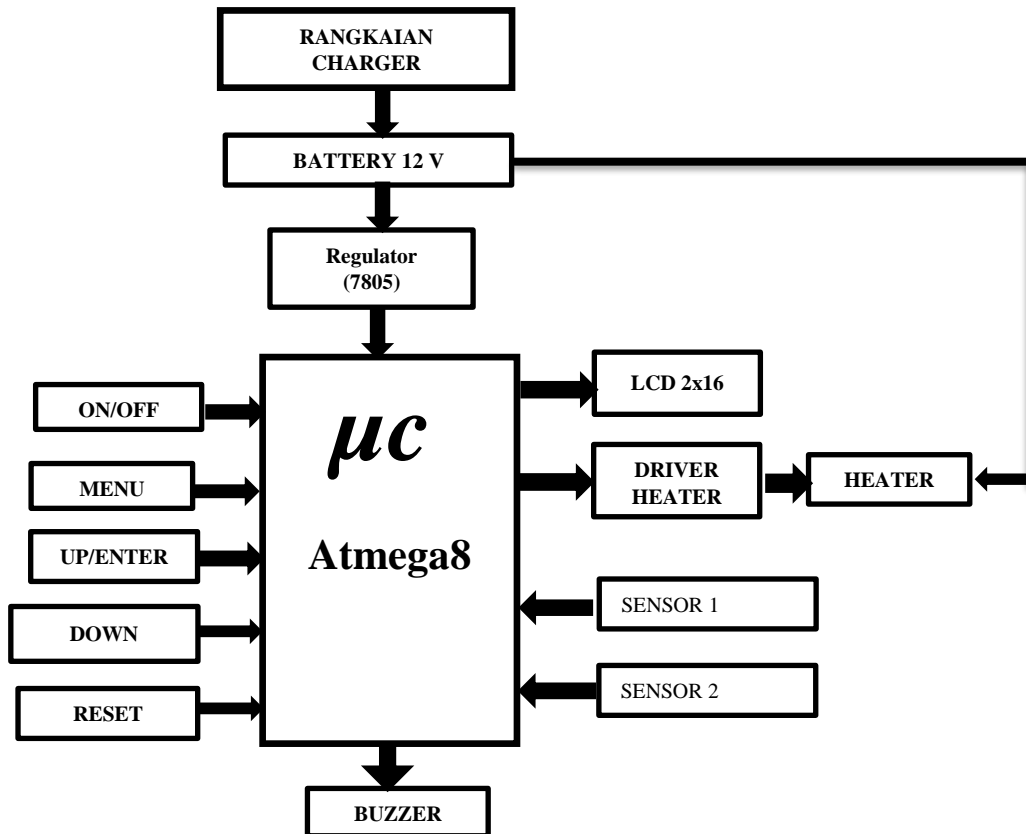 RANGKAIAN
CHARGER
BATTERY 12 V
Regulator
(7805)
μc
Atmega8
ON/OFF
MENU
UP/ENTER
DOWN
RESET
LCD 2x16
DRIVER
HEATER
HEATER
SENSOR 1
SENSOR 2
BUZZER